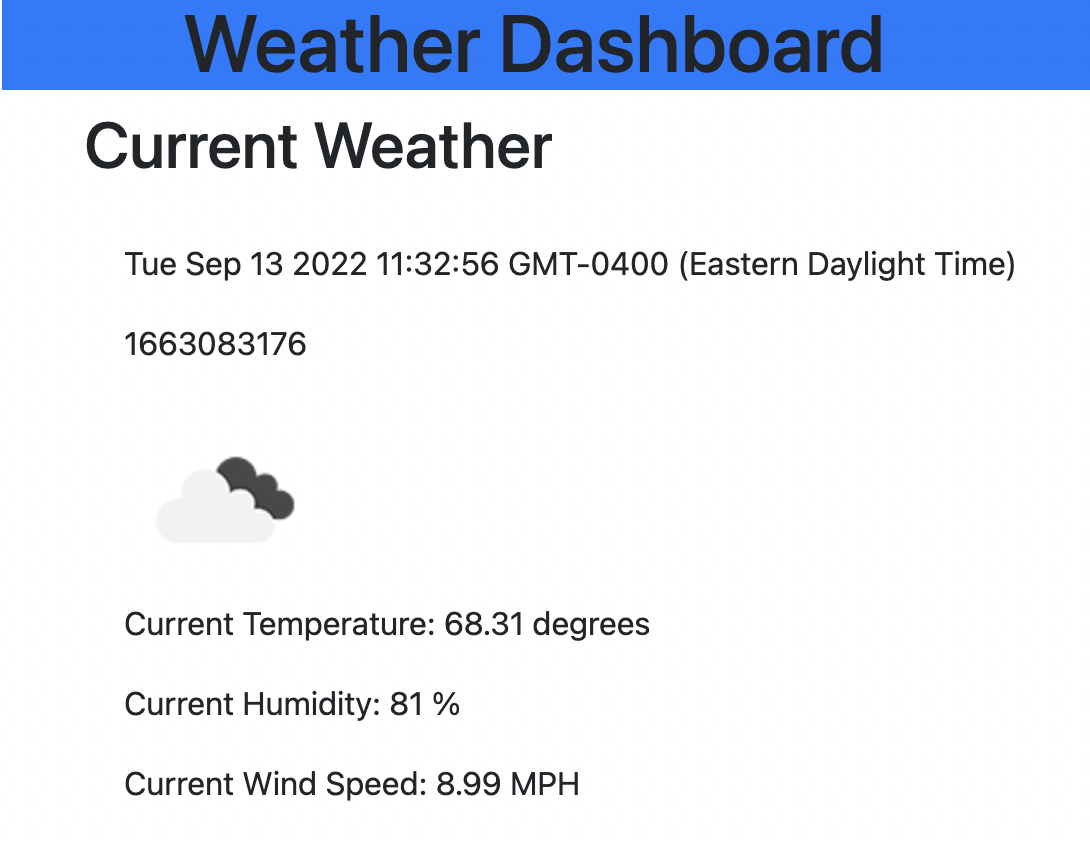 Weather Dashboard
Current Weather
Tue Sep 13 2022 11:32:56 GMT-0400 (Eastern Daylight Time)
1663083176
Current Temperature: 68.31 degrees
Current Humidity: 81 %
Current Wind Speed: 8.99 MPH